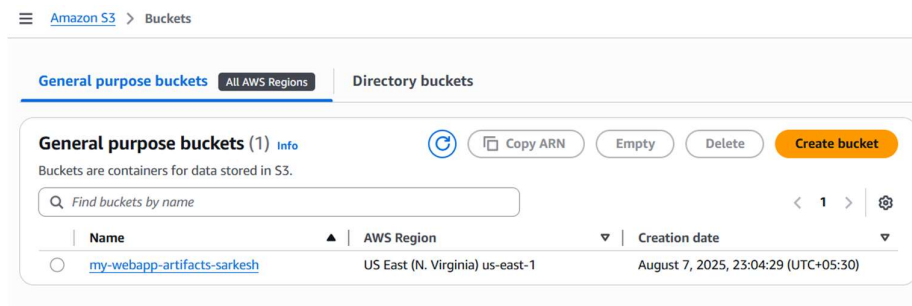 Amazon S3 > Buckets
General purpose buckets All AWS Regions Directory buckets
General purpose buckets (1) Info Copy ARN Empty Delete Create bucket
Buckets are containers for data stored in S3.
Find buckets by name < 1 >
Name AWS Region Creation date
my-webapp-artifacts-sarkesh US East (N. Virginia) us-east-1 August 7, 2025, 23:04:29 (UTC+05:30)